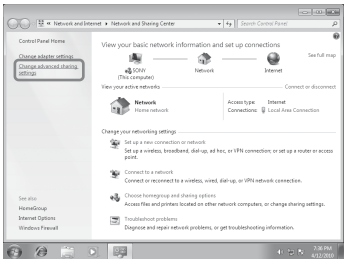 « Network and Internet ▸ Network and Sharing Center
Search Control Panel
Control Panel Home
Change adapter settings
Change advanced sharing
settings
See also
HomeGroup
Internet Options
Windows Firewall
View your basic network information and set up connections
See full map
SONY
(This computer)
Network
Internet
View your active networks
Connect or disconnect
Network
Home network
Access type: Internet
Connections: Local Area Connection
Change your networking settings
Set up a new connection or network
Set up a wireless, broadband, dial-up, ad hoc, or VPN connection; or set up a router or access
point.
Connect to a network
Connect or reconnect to a wireless, wired, dial-up, or VPN network connection.
Choose homegroup and sharing options
Access files and printers located on other network computers, or change sharing settings.
Troubleshoot problems
Diagnose and repair network problems, or get troubleshooting information.
7:36 PM
4/12/2010